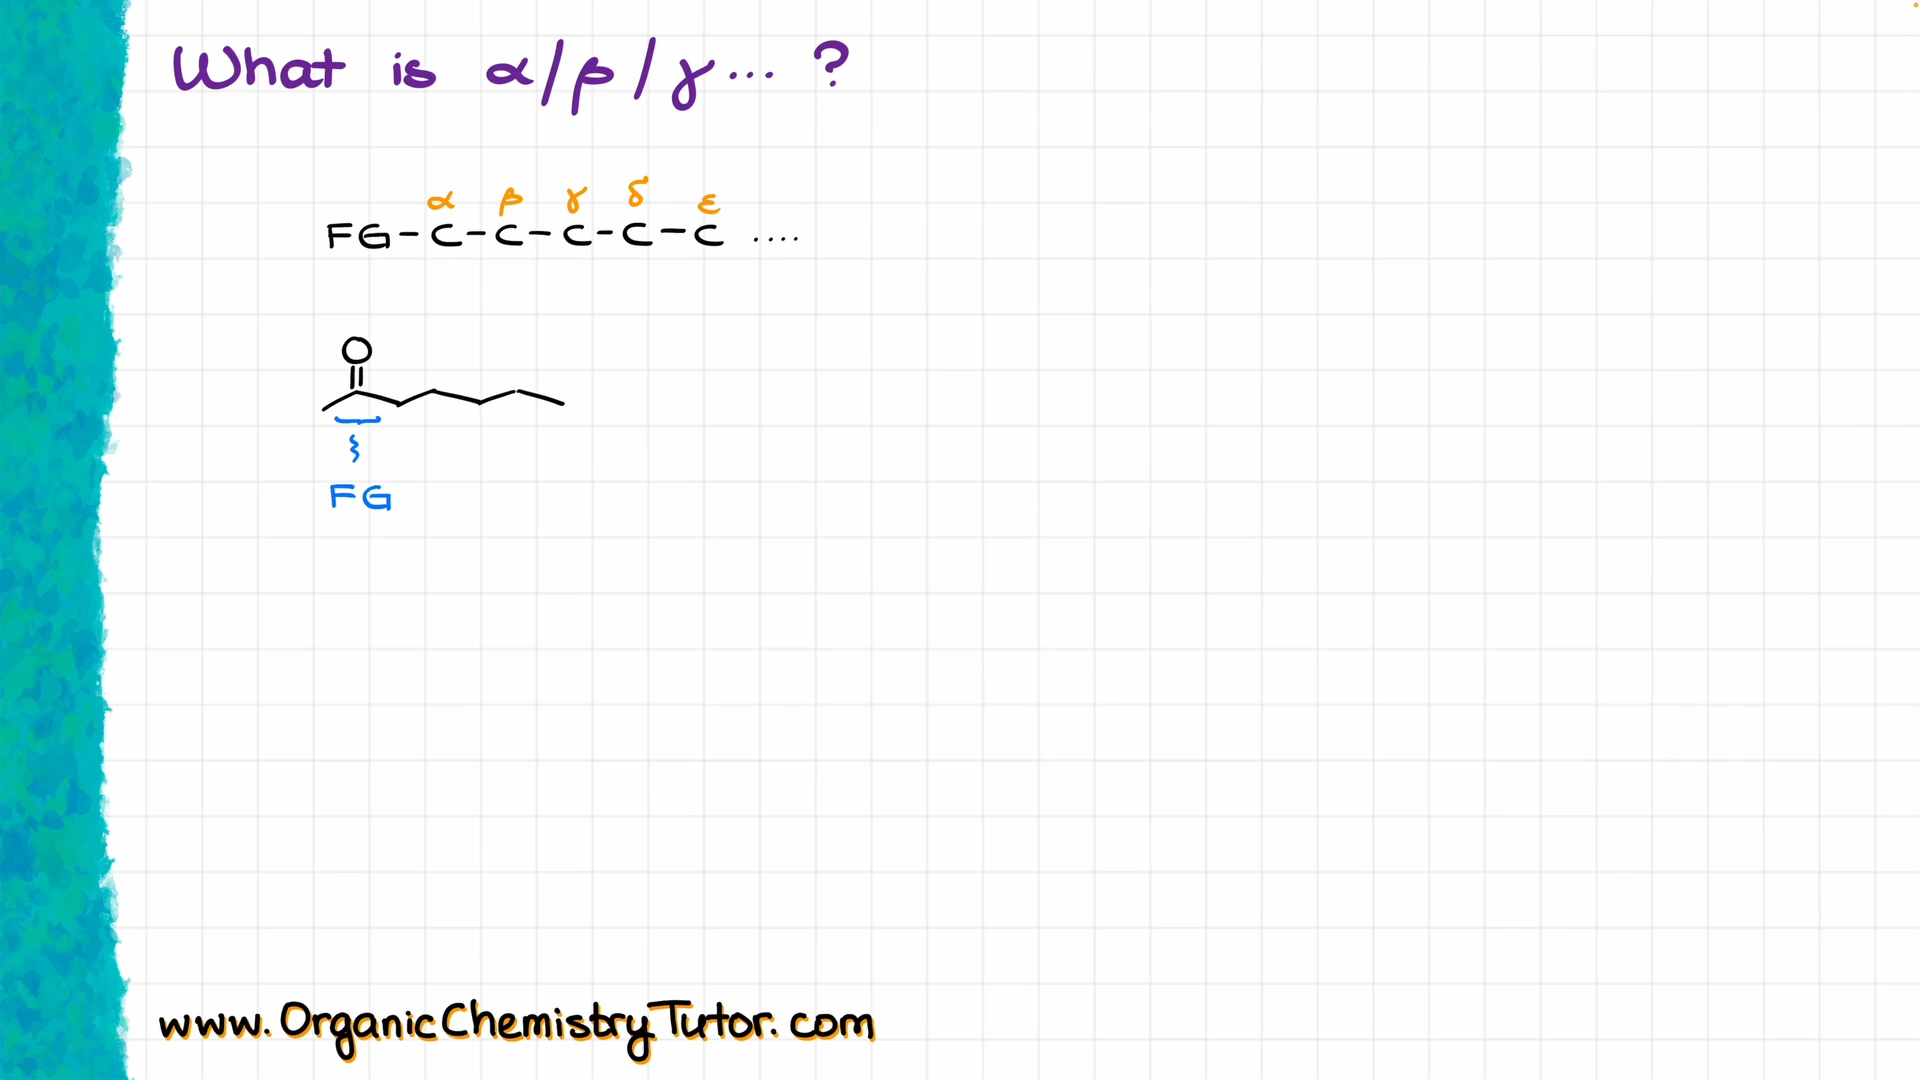 What is α/β/γ... ?
α β γ δ ε
FG-C-C-C-C-C ....
O
FG
www.OrganicChemistryTutor.com